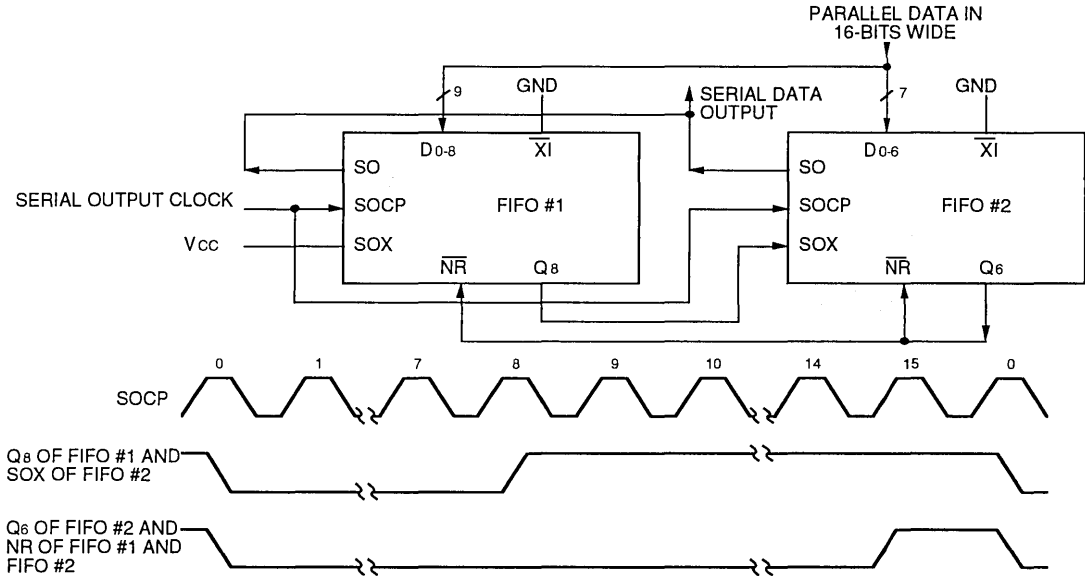 PARALLEL DATA IN
16-BITS WIDE
9
GND
SERIAL DATA
OUTPUT
7
GND
D0-8
XI
D0-6
XI
SO
SO
SERIAL OUTPUT CLOCK
SOCP
FIFO #1
SOCP
FIFO #2
VCC
SOX
SOX
NR
Q8
NR
Q6
0
1
7
8
9
10
14
15
0
SOCP
Q8 OF FIFO #1 AND
SOX OF FIFO #2
Q6 OF FIFO #2 AND
NR OF FIFO #1 AND
FIFO #2